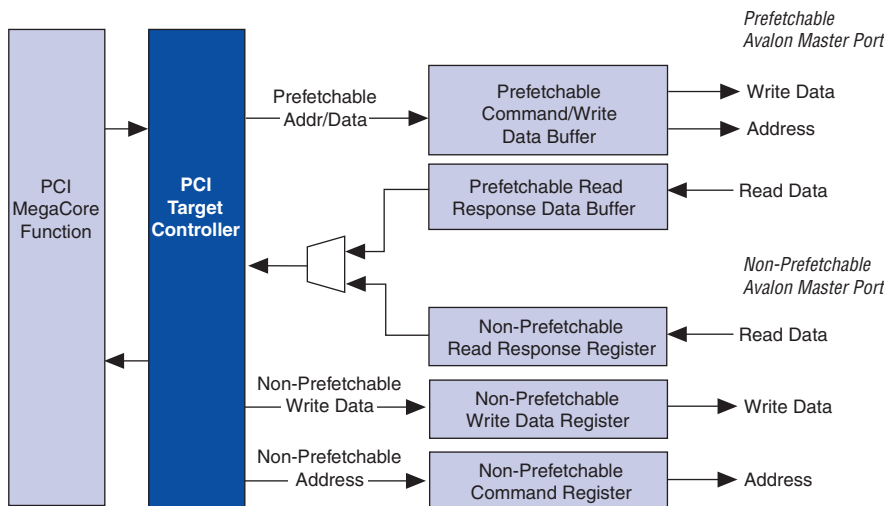 Prefetchable
Avalon Master Port
Prefetchable
Addr/Data
Prefetchable
Command/Write
Data Buffer
Write Data
Address
PCI
MegaCore
Function
PCI
Target
Controller
Prefetchable Read
Response Data Buffer
Read Data
Non-Prefetchable
Avalon Master Port
Non-Prefetchable
Read Response Register
Read Data
Non-Prefetchable
Write Data
Non-Prefetchable
Write Data Register
Write Data
Non-Prefetchable
Address
Non-Prefetchable
Command Register
Address